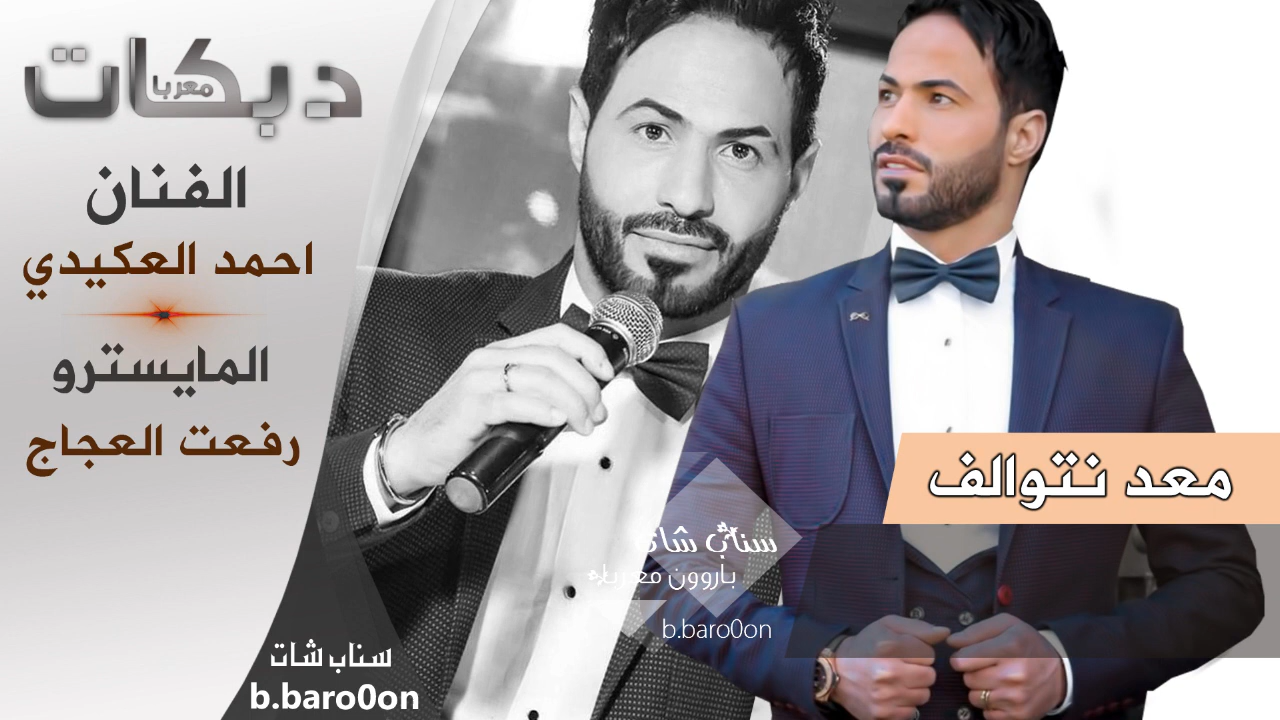 دبكات
معربا
الفنان
احمد العكيدي
المايسترو
رفعت العجاج
معد نتوالف
سناب شات
باروون معربا
b.baro0on
سناب شات
b.baro0on